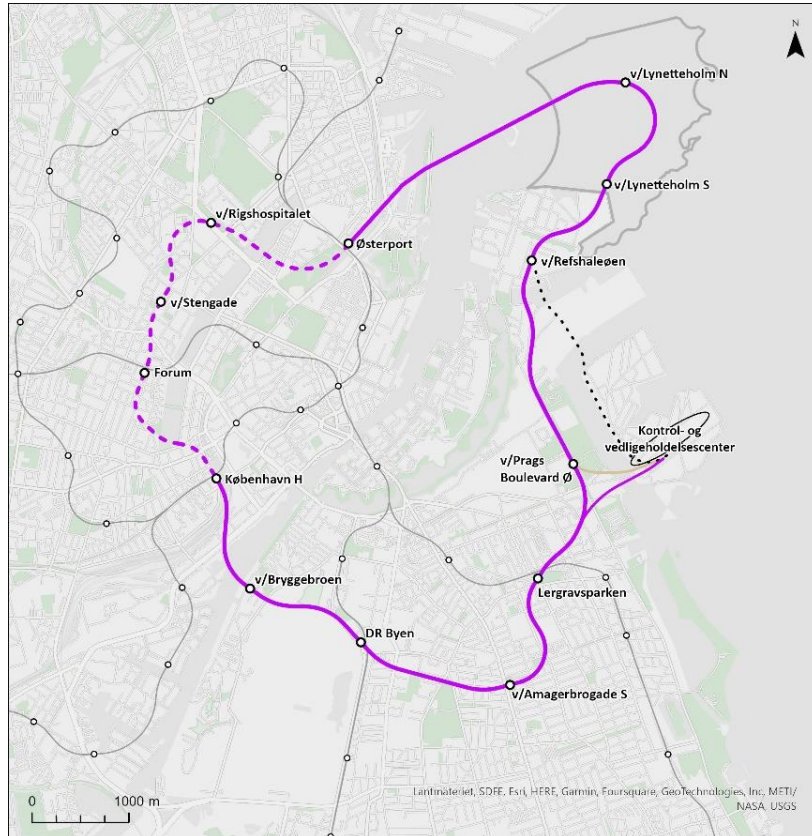 N
v/Lynetteholm N
v/Lynetteholm S
v/Rigshospitalet
Østerport
v/Refshaleøen
v/Stengade
Forum
Kontrol- og
vedligeholdelsescenter
v/Prags
Boulevard Ø
København H
v/Bryggebroen
Lergravsparken
DR Byen
v/Amagerbrogade S
Lantmäteriet, SDFE, Esri, HERE, Garmin, Foursquare, GeoTechnologies, Inc, METI/
NASA, USGS
0 1000 m